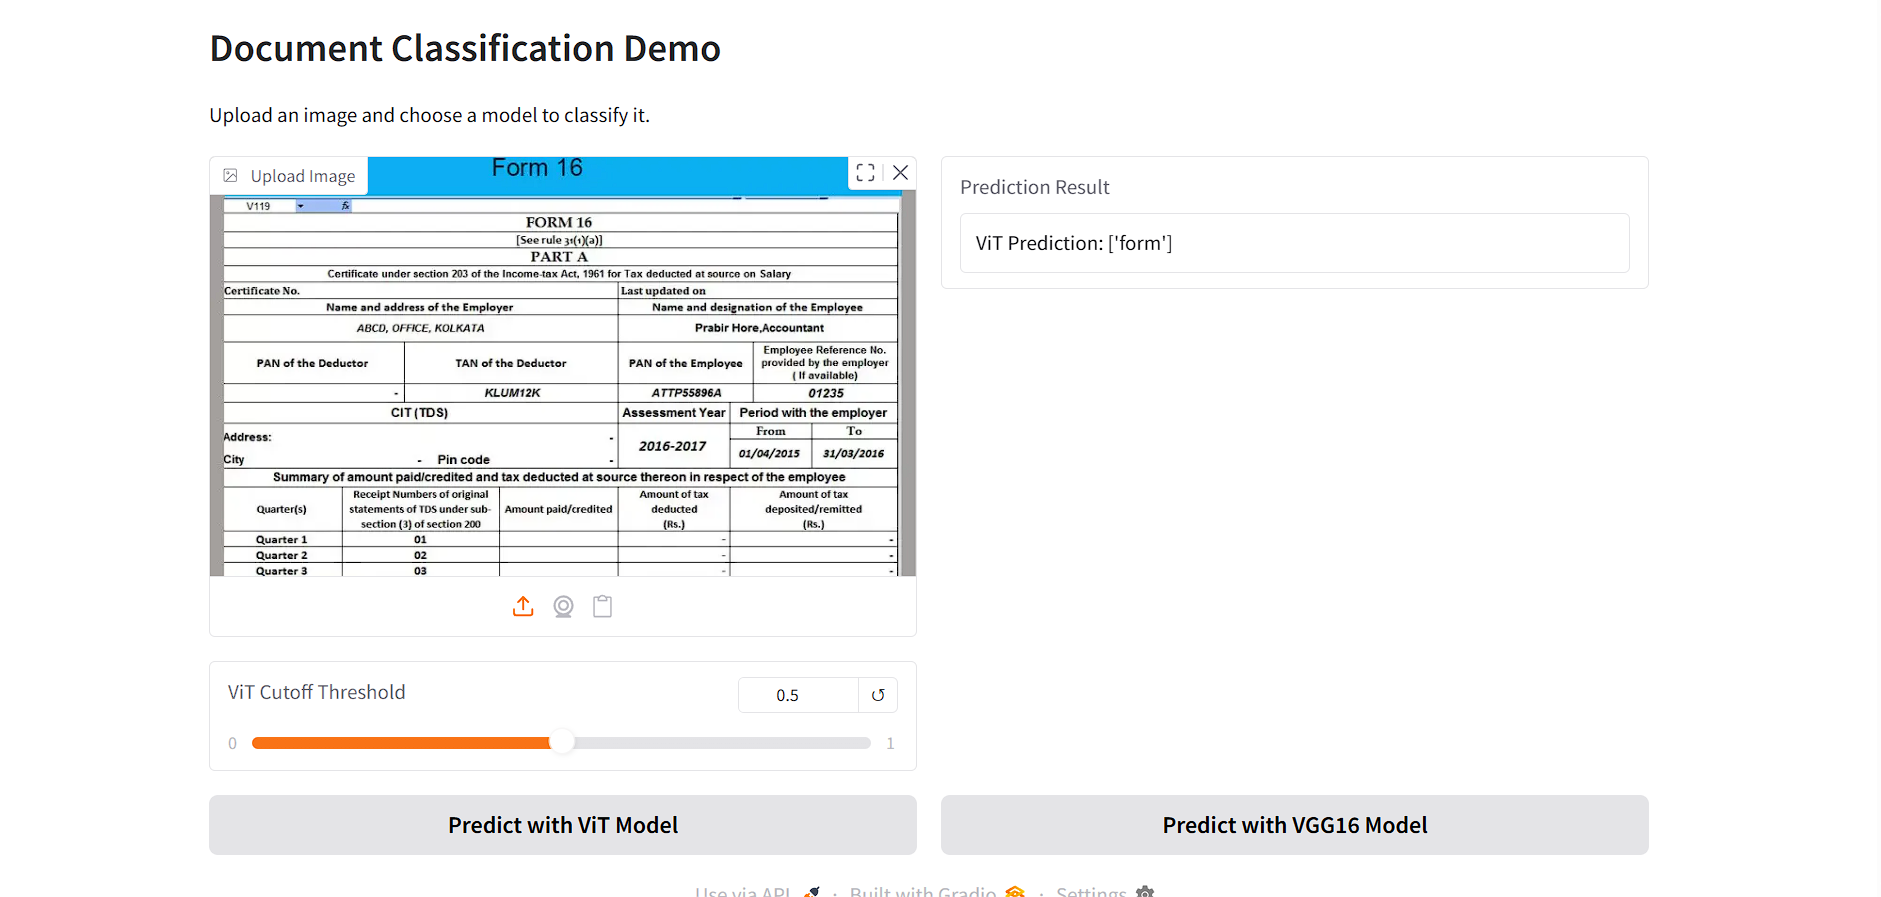 Document Classification Demo
Upload an image and choose a model to classify it.
Upload Image
Form 16
V119 fx
FORM 16
[See rule 31(1)(a)]
PART A
Certificate under section 203 of the Income-tax Act, 1961 for Tax deducted at source on Salary
Certificate No. Last updated on
Name and address of the Employer Name and designation of the Employee
ABCD, OFFICE, KOLKATA Prabir Hore,Accountant
PAN of the Deductor TAN of the Deductor PAN of the Employee Employee Reference No.
provided by the employer
( If available)
- KLUM12K ATTP55896A 01235
CIT (TDS) Assessment Year Period with the employer
From To
Address: -
2016-2017 01/04/2015 31/03/2016
City - Pin code -
Summary of amount paid/credited and tax deducted at source thereon in respect of the employee
Quarter(s) Receipt Numbers of original
statements of TDS under sub-
section (3) of section 200 Amount paid/credited Amount of tax
deducted
(Rs.) Amount of tax
deposited/remitted
(Rs.)
Quarter 1 01 - -
Quarter 2 02 - -
Quarter 3 03 - -
Prediction Result
ViT Prediction: ['form']
ViT Cutoff Threshold
0.5
0 1
Predict with ViT Model
Predict with VGG16 Model
Use via API · Built with Gradio · Settings